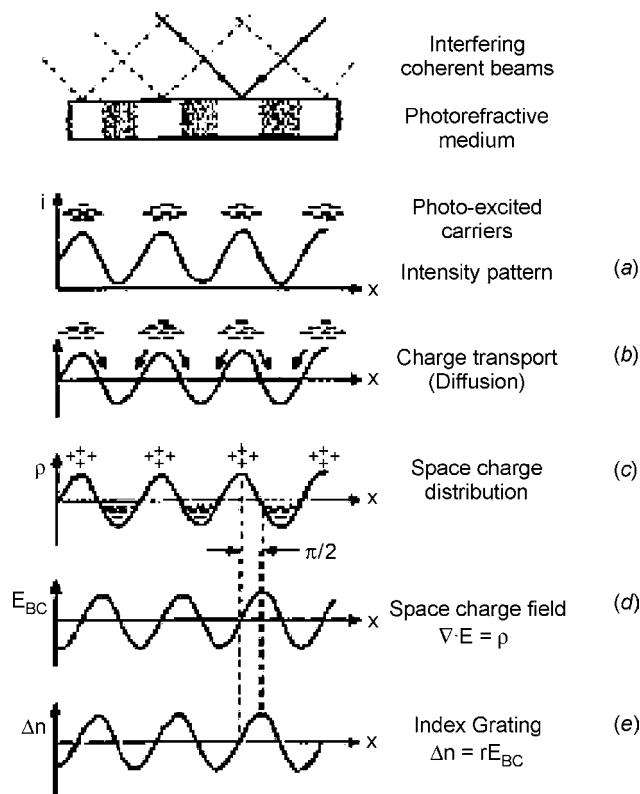 Interfering
coherent beams
Photorefractive
medium
i
Photo-excited
carriers
Intensity pattern
(a)
x
Charge transport
(Diffusion)
(b)
x
+++ +++ +++ +++
ρ
Space charge
distribution
(c)
x
π/2
E_BC
Space charge field
∇·E = ρ
(d)
x
Δn
Index Grating
Δn = rE_BC
(e)
x